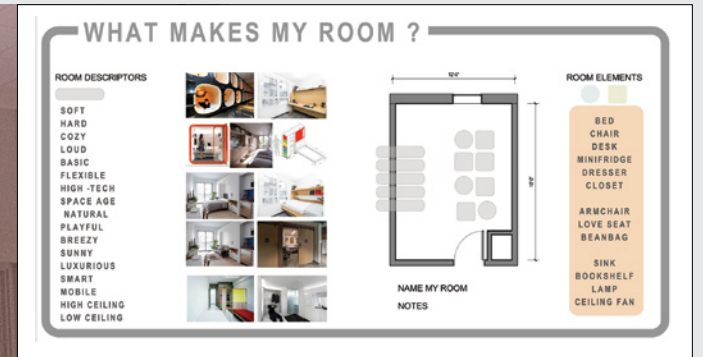 WHAT MAKES MY ROOM ?
ROOM DESCRIPTORS
SOFT
HARD
COZY
LOUD
BASIC
FLEXIBLE
HIGH -TECH
SPACE AGE
NATURAL
PLAYFUL
BREEZY
SUNNY
LUXURIOUS
SMART
MOBILE
HIGH CEILING
LOW CEILING
NAME MY ROOM
NOTES
ROOM ELEMENTS
BED
CHAIR
DESK
MINIFRIDGE
DRESSER
CLOSET
ARMCHAIR
LOVE SEAT
BEANBAG
SINK
BOOKSHELF
LAMP
CEILING FAN